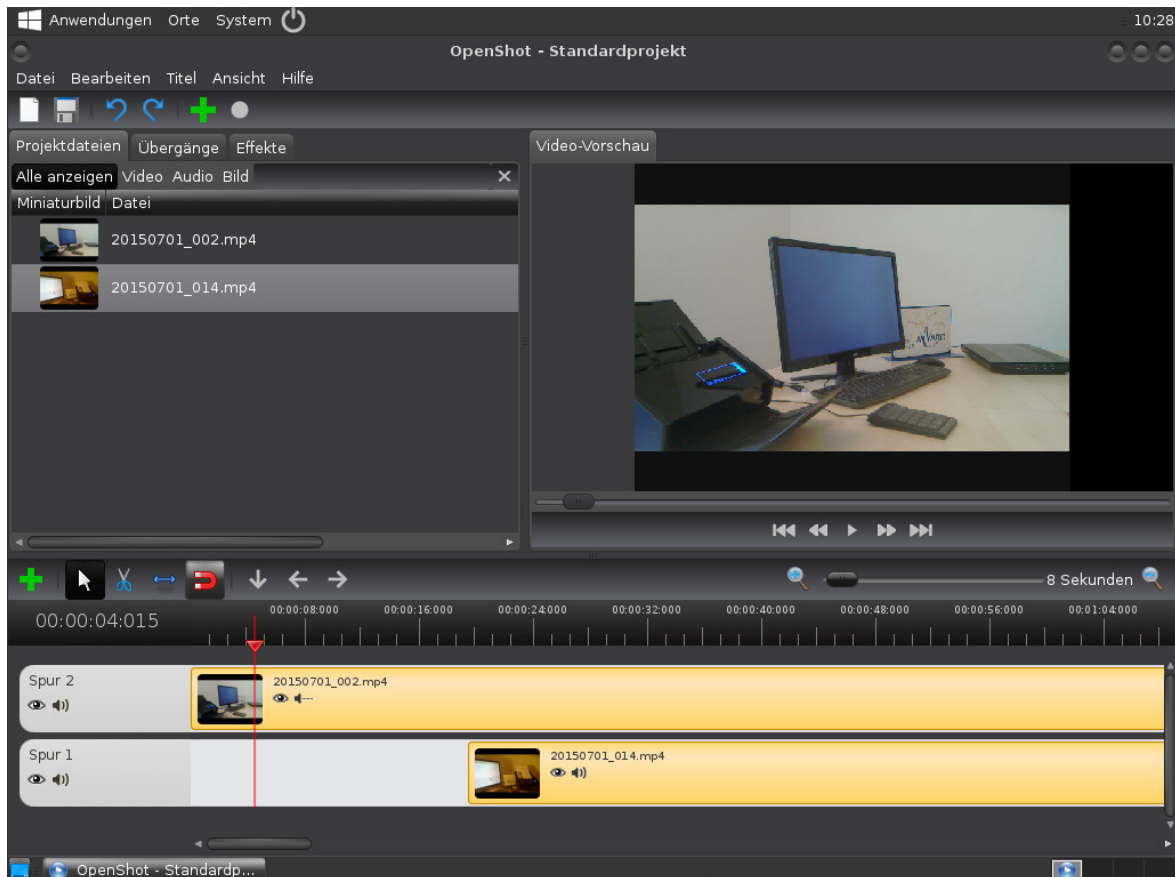 Anwendungen Orte System
10:28
OpenShot - Standardprojekt
Datei Bearbeiten Titel Ansicht Hilfe
Projektdateien Übergänge Effekte
Video-Vorschau
Alle anzeigen Video Audio Bild
Miniaturbild Datei
20150701_002.mp4
20150701_014.mp4
8 Sekunden
00:00:04:015
00:00:08:000 00:00:16:000 00:00:24:000 00:00:32:000 00:00:40:000 00:00:48:000 00:00:56:000 00:01:04:000
Spur 2
20150701_002.mp4
Spur 1
20150701_014.mp4
OpenShot - Standardp...